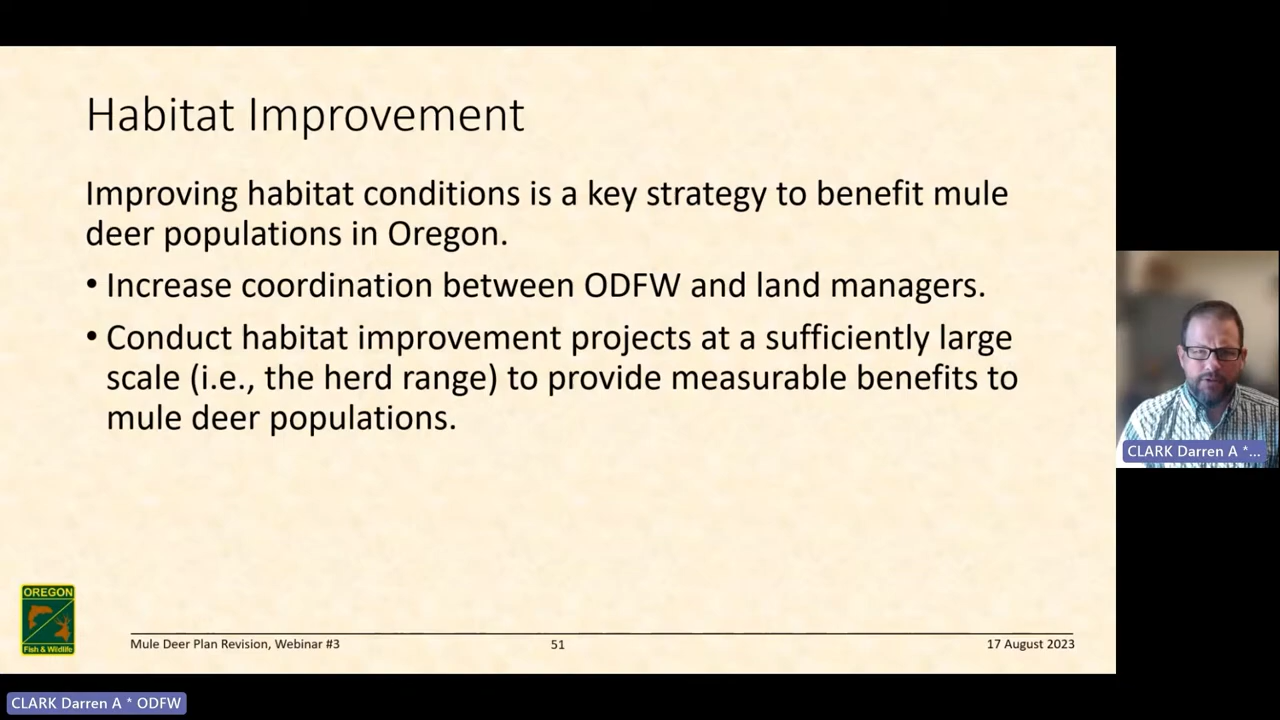 Habitat Improvement
Improving habitat conditions is a key strategy to benefit mule
deer populations in Oregon.
• Increase coordination between ODFW and land managers.
• Conduct habitat improvement projects at a sufficiently large
scale (i.e., the herd range) to provide measurable benefits to
mule deer populations.
CLARK Darren A *...
OREGON
Fish & Wildlife
Mule Deer Plan Revision, Webinar #3
51
17 August 2023
CLARK Darren A * ODFW